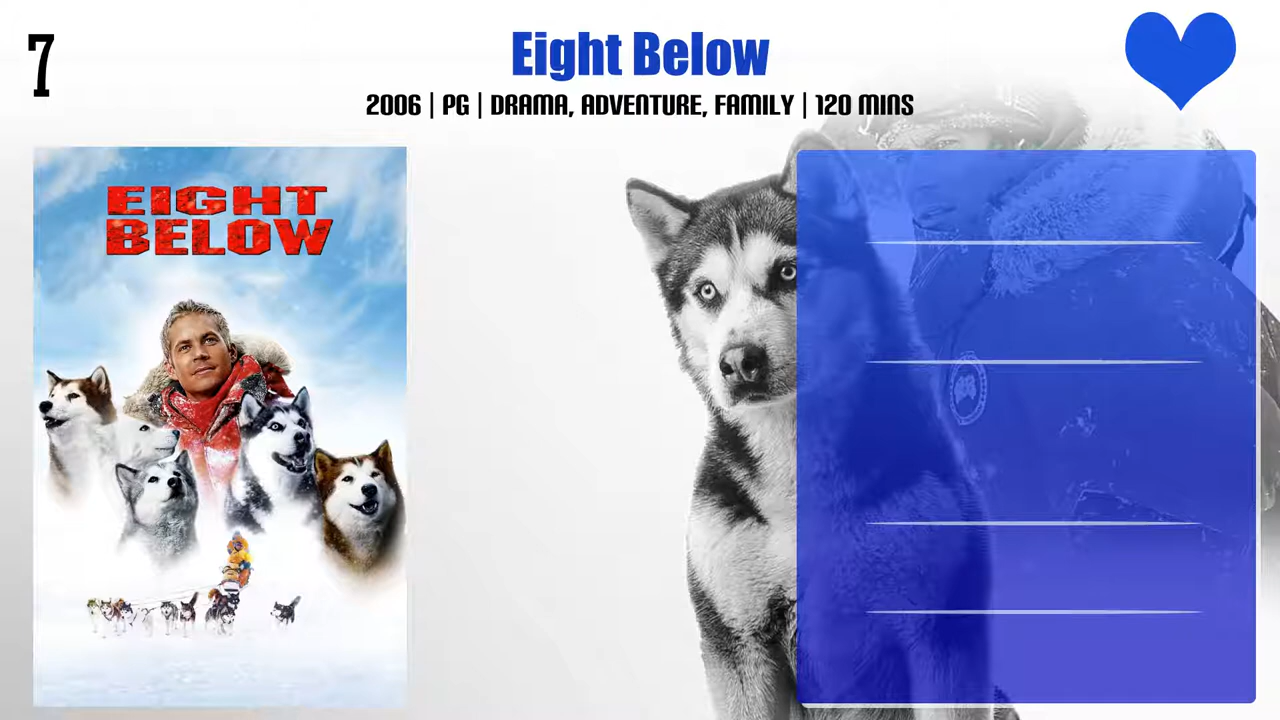 7
Eight Below
2006 | PG | DRAMA, ADVENTURE, FAMILY | 120 MINS
EIGHT
BELOW